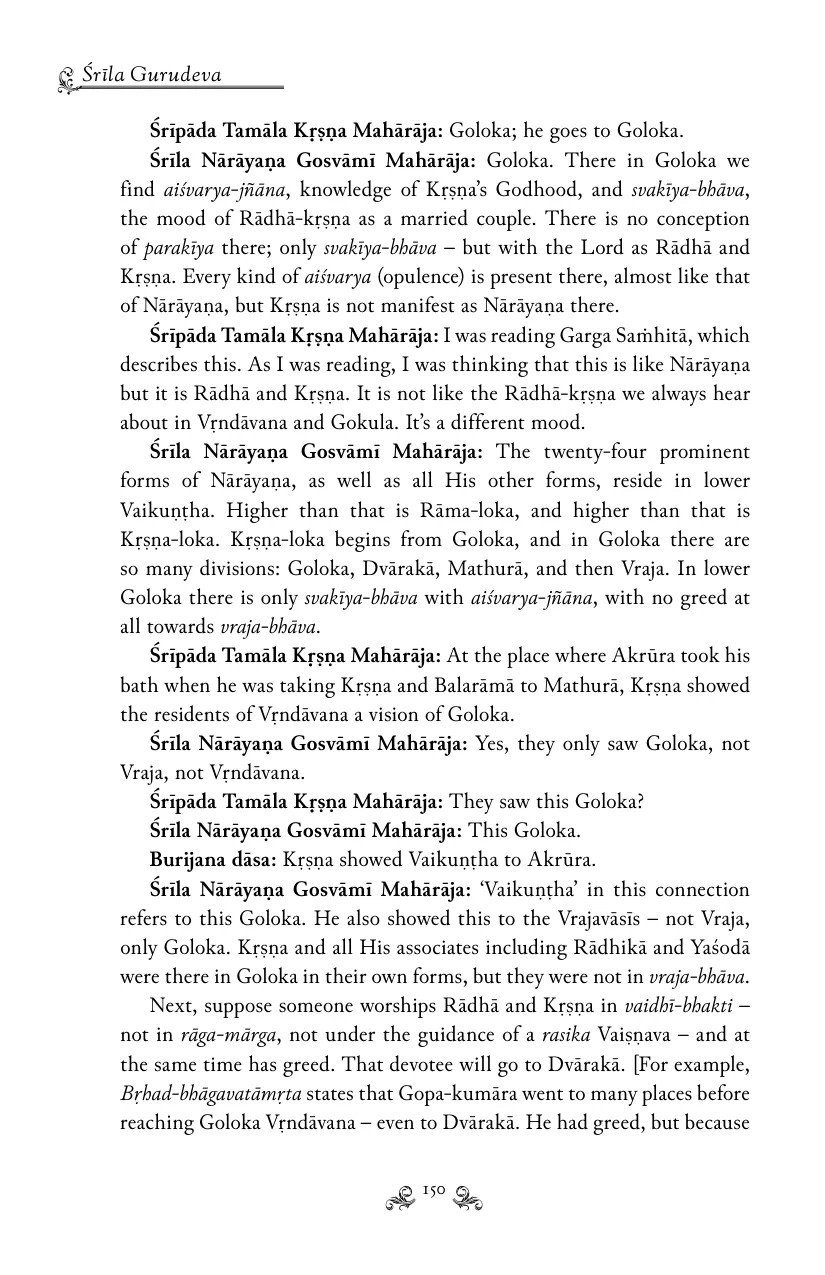 Śrīla Gurudeva
Śrīpāda Tamāla Kṛṣṇa Mahārāja: Goloka; he goes to Goloka.
Śrīla Nārāyaṇa Gosvāmī Mahārāja: Goloka. There in Goloka we
find aiśvarya-jñāna, knowledge of Kṛṣṇa’s Godhood, and svakīya-bhāva,
the mood of Rādhā-kṛṣṇa as a married couple. There is no conception
of parakīya there; only svakīya-bhāva – but with the Lord as Rādhā and
Kṛṣṇa. Every kind of aiśvarya (opulence) is present there, almost like that
of Nārāyaṇa, but Kṛṣṇa is not manifest as Nārāyaṇa there.
Śrīpāda Tamāla Kṛṣṇa Mahārāja: I was reading Garga Saṁhitā, which
describes this. As I was reading, I was thinking that this is like Nārāyaṇa
but it is Rādhā and Kṛṣṇa. It is not like the Rādhā-kṛṣṇa we always hear
about in Vṛndāvana and Gokula. It’s a different mood.
Śrīla Nārāyaṇa Gosvāmī Mahārāja: The twenty-four prominent
forms of Nārāyaṇa, as well as all His other forms, reside in lower
Vaikuṇṭha. Higher than that is Rāma-loka, and higher than that is
Kṛṣṇa-loka. Kṛṣṇa-loka begins from Goloka, and in Goloka there are
so many divisions: Goloka, Dvārakā, Mathurā, and then Vraja. In lower
Goloka there is only svakīya-bhāva with aiśvarya-jñāna, with no greed at
all towards vraja-bhāva.
Śrīpāda Tamāla Kṛṣṇa Mahārāja: At the place where Akrūra took his
bath when he was taking Kṛṣṇa and Balarāmā to Mathurā, Kṛṣṇa showed
the residents of Vṛndāvana a vision of Goloka.
Śrīla Nārāyaṇa Gosvāmī Mahārāja: Yes, they only saw Goloka, not
Vraja, not Vṛndāvana.
Śrīpāda Tamāla Kṛṣṇa Mahārāja: They saw this Goloka?
Śrīla Nārāyaṇa Gosvāmī Mahārāja: This Goloka.
Burijana dāsa: Kṛṣṇa showed Vaikuṇṭha to Akrūra.
Śrīla Nārāyaṇa Gosvāmī Mahārāja: ‘Vaikuṇṭha’ in this connection
refers to this Goloka. He also showed this to the Vrajavāsīs – not Vraja,
only Goloka. Kṛṣṇa and all His associates including Rādhikā and Yaśodā
were there in Goloka in their own forms, but they were not in vraja-bhāva.
Next, suppose someone worships Rādhā and Kṛṣṇa in vaidhī-bhakti –
not in rāga-mārga, not under the guidance of a rasika Vaiṣṇava – and at
the same time has greed. That devotee will go to Dvārakā. [For example,
Bṛhad-bhāgavatāmṛta states that Gopa-kumāra went to many places before
reaching Goloka Vṛndāvana – even to Dvārakā. He had greed, but because
150